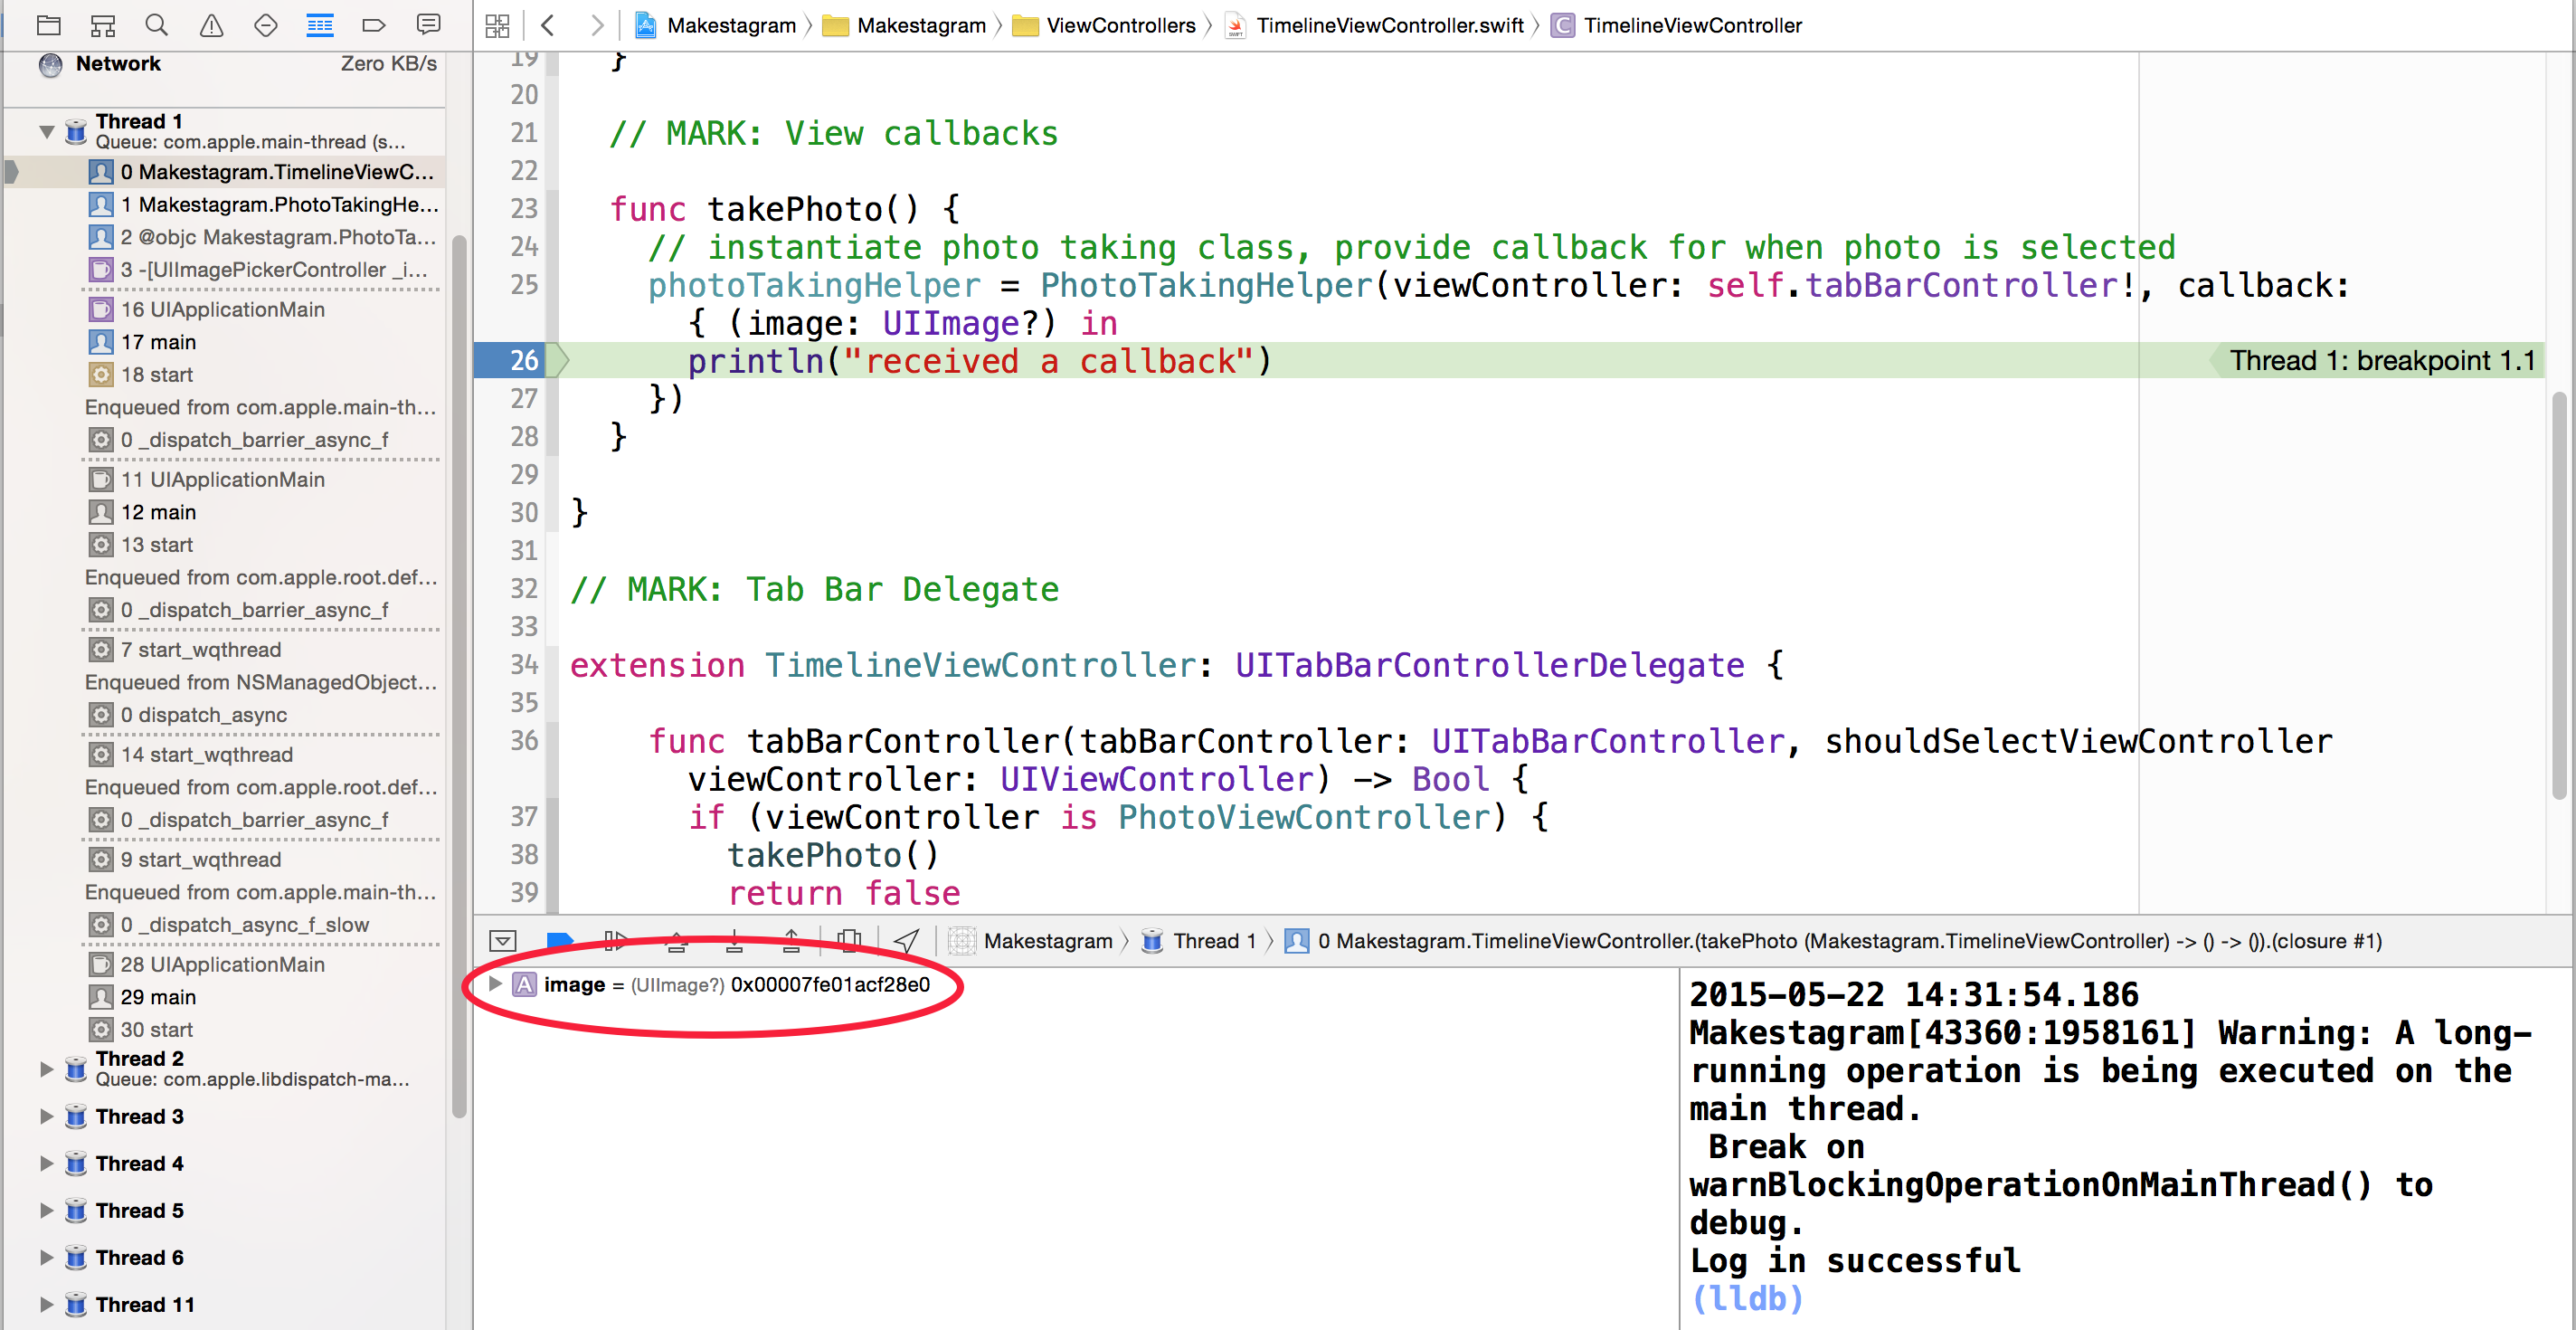 Makestagram
Makestagram
ViewControllers
TimelineViewController.swift
C TimelineViewController
Network Zero KB/s
Thread 1
Queue: com.apple.main-thread (s...
0 Makestagram.TimelineViewC...
1 Makestagram.PhotoTakingHe...
2 @objc Makestagram.PhotoTa...
3 -[UIImagePickerController _i...
16 UIApplicationMain
17 main
18 start
Enqueued from com.apple.main-th...
0 _dispatch_barrier_async_f
11 UIApplicationMain
12 main
13 start
Enqueued from com.apple.root.def...
0 _dispatch_barrier_async_f
7 start_wqthread
Enqueued from NSManagedObject...
0 dispatch_async
14 start_wqthread
Enqueued from com.apple.root.def...
0 _dispatch_barrier_async_f
9 start_wqthread
Enqueued from com.apple.main-th...
0 _dispatch_async_f_slow
28 UIApplicationMain
29 main
30 start
Thread 2
Queue: com.apple.libdispatch-ma...
Thread 3
Thread 4
Thread 5
Thread 6
Thread 11
19 }
20
21 // MARK: View callbacks
22
23 func takePhoto() {
24 // instantiate photo taking class, provide callback for when photo is selected
25 photoTakingHelper = PhotoTakingHelper(viewController: self.tabBarController!, callback:
{ (image: UIImage?) in
26 println("received a callback") Thread 1: breakpoint 1.1
27 })
28 }
29
30 }
31
32 // MARK: Tab Bar Delegate
33
34 extension TimelineViewController: UITabBarControllerDelegate {
35
36 func tabBarController(tabBarController: UITabBarController, shouldSelectViewController
viewController: UIViewController) -> Bool {
37 if (viewController is PhotoViewController) {
38 takePhoto()
39 return false
Makestagram
Thread 1
0 Makestagram.TimelineViewController.(takePhoto (Makestagram.TimelineViewController) -> () -> ()).(closure #1)
A image = (UIImage?) 0x00007fe01acf28e0
2015-05-22 14:31:54.186
Makestagram[43360:1958161] Warning: A long-
running operation is being executed on the
main thread.
Break on
warnBlockingOperationOnMainThread() to
debug.
Log in successful
(lldb)